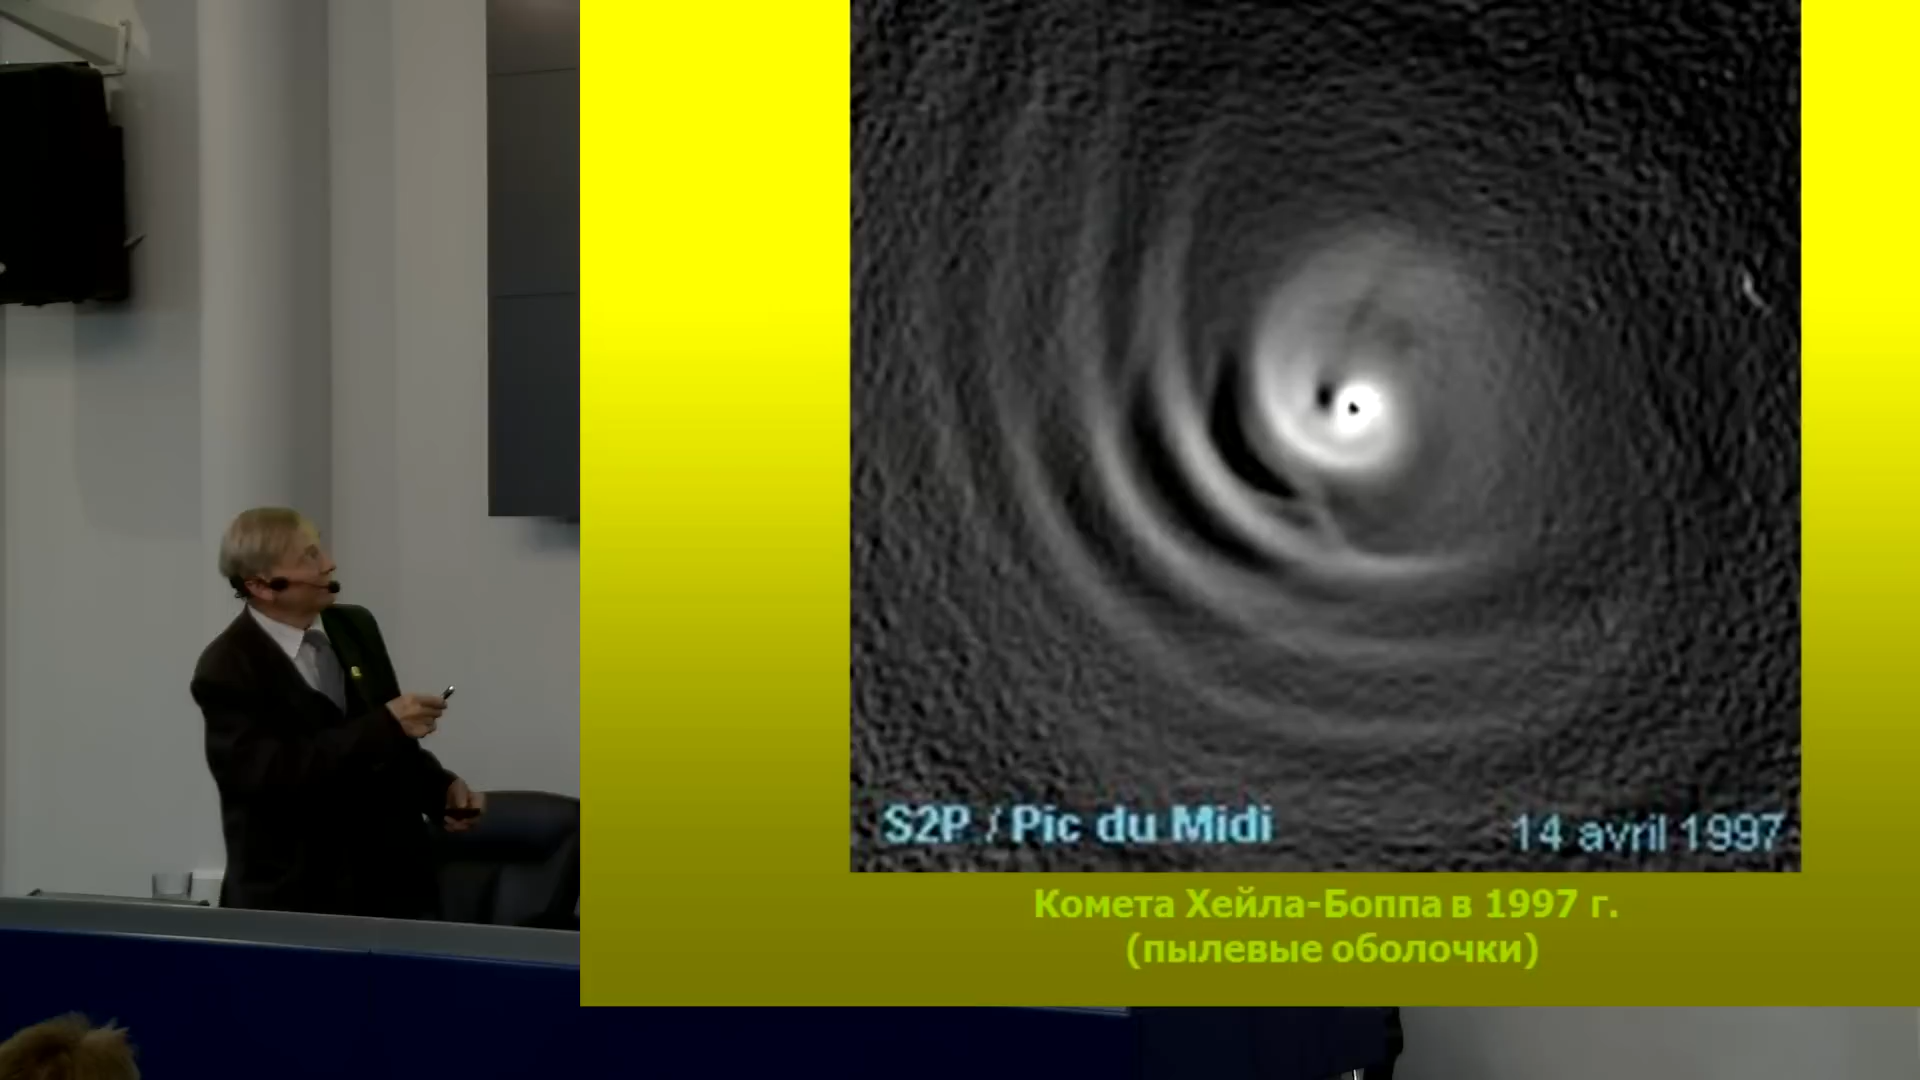 S2P / Pic du Midi
14 avril 1997
Комета Хейла-Боппа в 1997 г.
(пылевые оболочки)